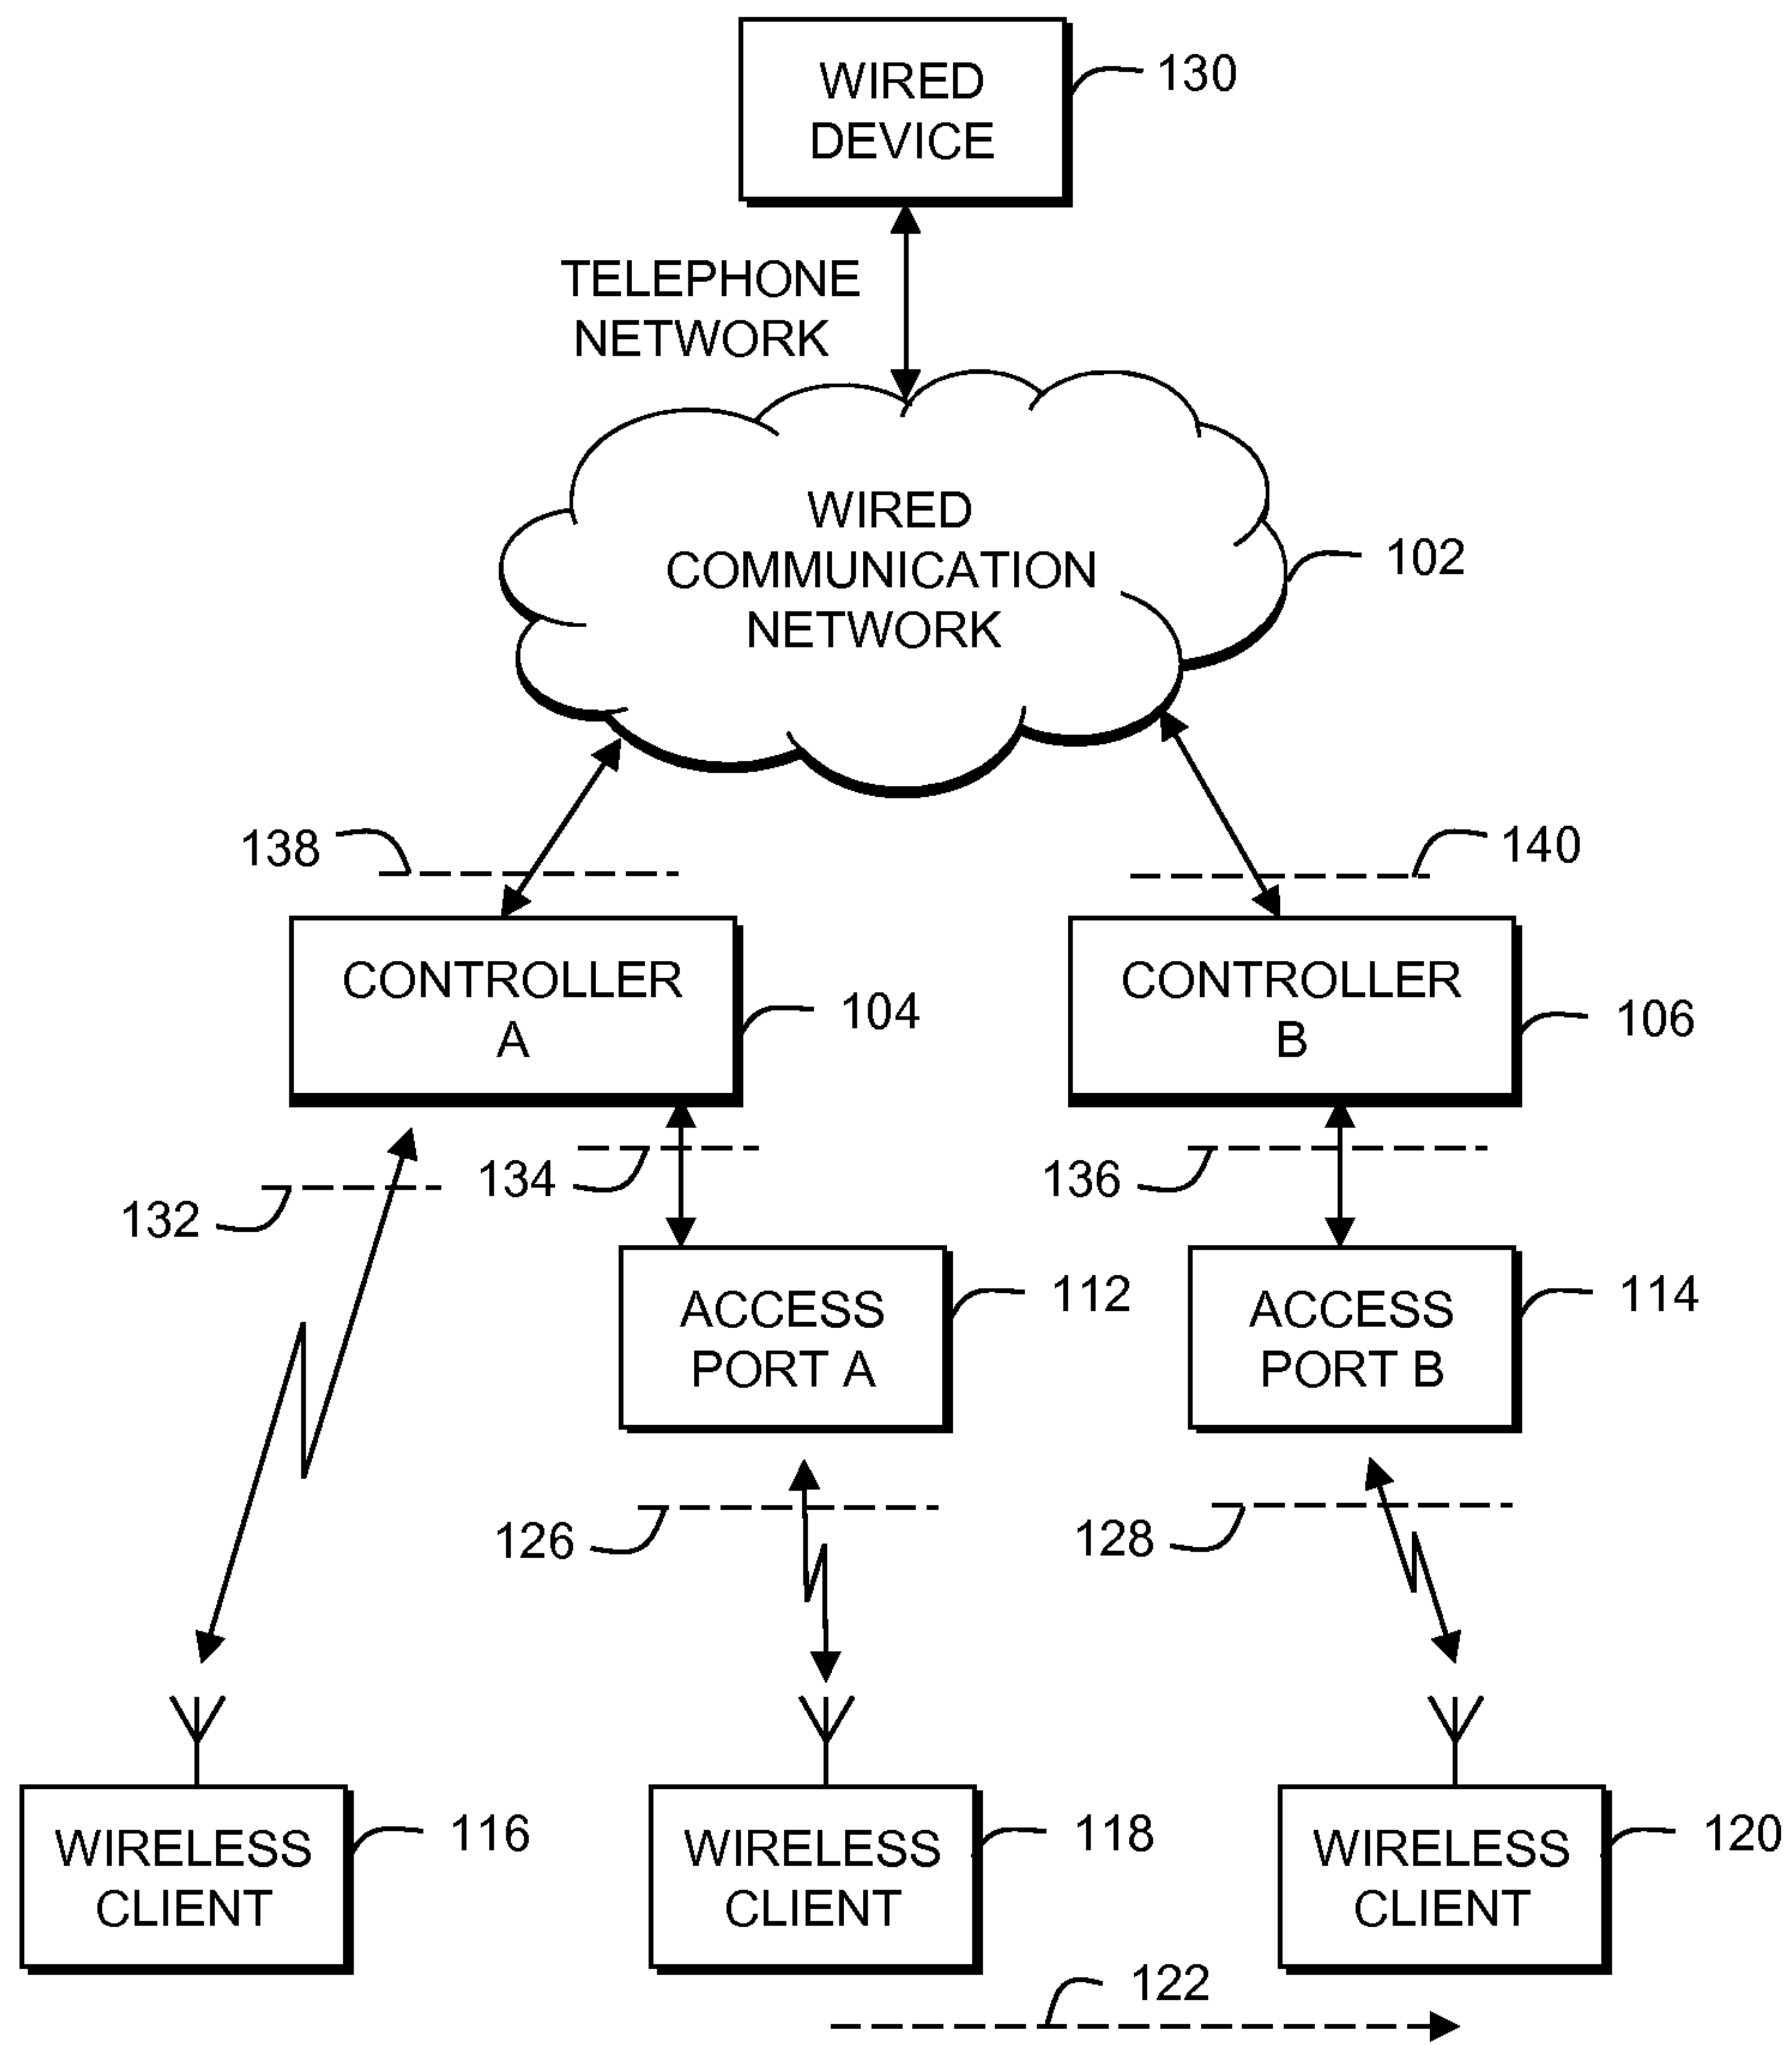 WIRED
DEVICE
130
TELEPHONE
NETWORK
WIRED
COMMUNICATION
NETWORK
102
138
140
CONTROLLER
A
104
CONTROLLER
B
106
132
134
136
ACCESS
PORT A
112
ACCESS
PORT B
114
126
128
WIRELESS
CLIENT
116
WIRELESS
CLIENT
118
WIRELESS
CLIENT
120
122